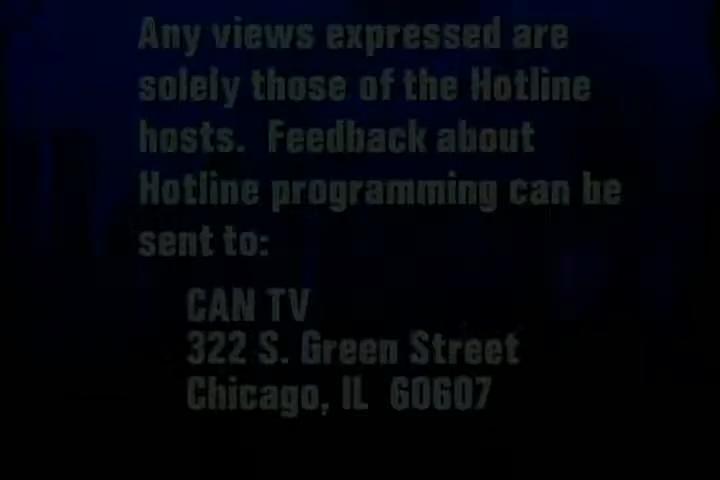 Any views expressed are
solely those of the Hotline
hosts.  Feedback about
Hotline programming can be
sent to:
CAN TV
322 S. Green Street
Chicago, IL  60607